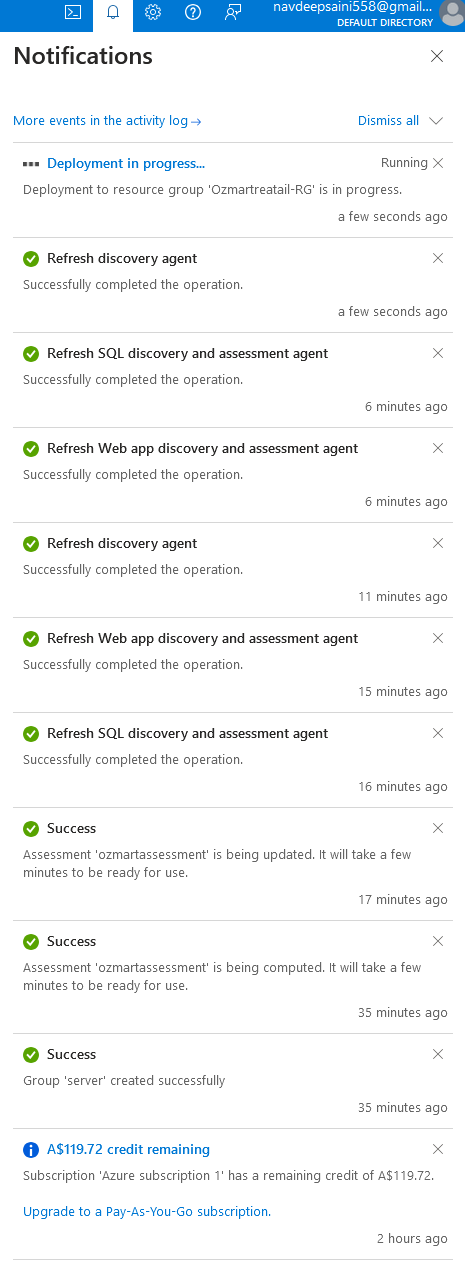 navdeepsaini558@gmail...
DEFAULT DIRECTORY
Notifications
More events in the activity log →
Dismiss all
Deployment in progress...
Running
Deployment to resource group 'Ozmartreatail-RG' is in progress.
a few seconds ago
Refresh discovery agent
Successfully completed the operation.
a few seconds ago
Refresh SQL discovery and assessment agent
Successfully completed the operation.
6 minutes ago
Refresh Web app discovery and assessment agent
Successfully completed the operation.
6 minutes ago
Refresh discovery agent
Successfully completed the operation.
11 minutes ago
Refresh Web app discovery and assessment agent
Successfully completed the operation.
15 minutes ago
Refresh SQL discovery and assessment agent
Successfully completed the operation.
16 minutes ago
Success
Assessment 'ozmartassessment' is being updated. It will take a few
minutes to be ready for use.
17 minutes ago
Success
Assessment 'ozmartassessment' is being computed. It will take a few
minutes to be ready for use.
35 minutes ago
Success
Group 'server' created successfully
35 minutes ago
A$119.72 credit remaining
Subscription 'Azure subscription 1' has a remaining credit of A$119.72.
Upgrade to a Pay-As-You-Go subscription.
2 hours ago